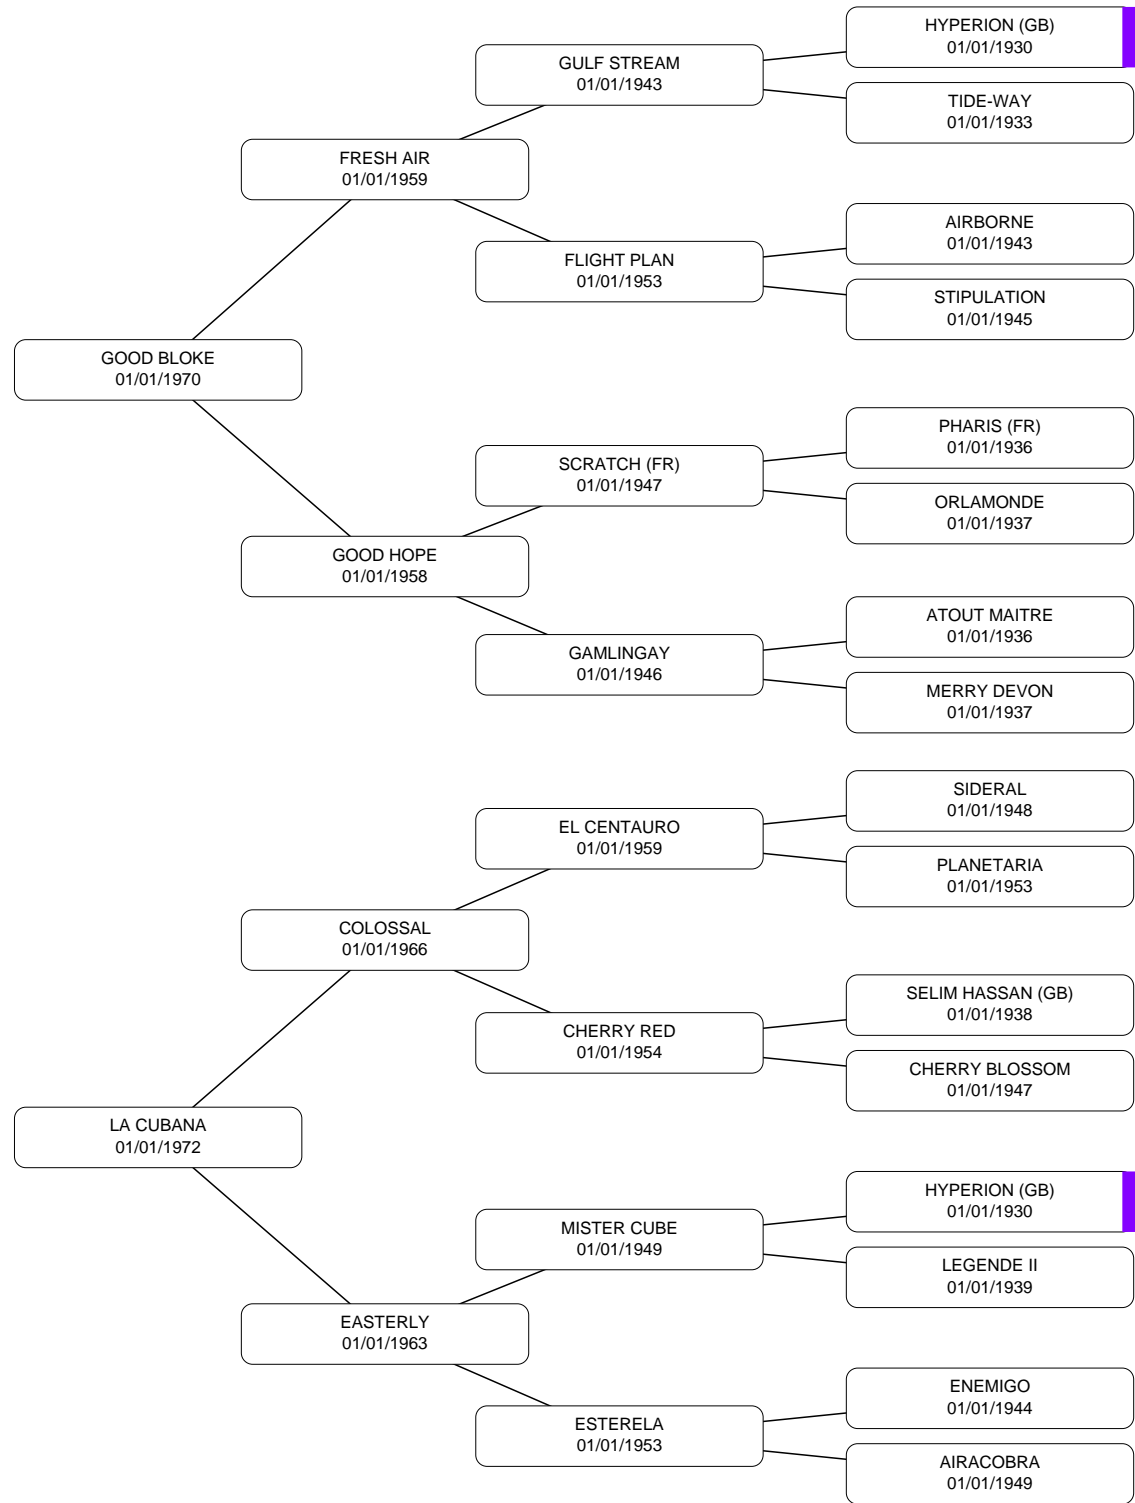 HYPERION (GB)
01/01/1930
GULF STREAM
01/01/1943
TIDE-WAY
01/01/1933
FRESH AIR
01/01/1959
AIRBORNE
01/01/1943
FLIGHT PLAN
01/01/1953
STIPULATION
01/01/1945
GOOD BLOKE
01/01/1970
PHARIS (FR)
01/01/1936
SCRATCH (FR)
01/01/1947
ORLAMONDE
01/01/1937
GOOD HOPE
01/01/1958
ATOUT MAITRE
01/01/1936
GAMLINGAY
01/01/1946
MERRY DEVON
01/01/1937
SIDERAL
01/01/1948
EL CENTAURO
01/01/1959
PLANETARIA
01/01/1953
COLOSSAL
01/01/1966
SELIM HASSAN (GB)
01/01/1938
CHERRY RED
01/01/1954
CHERRY BLOSSOM
01/01/1947
LA CUBANA
01/01/1972
HYPERION (GB)
01/01/1930
MISTER CUBE
01/01/1949
LEGENDE II
01/01/1939
EASTERLY
01/01/1963
ENEMIGO
01/01/1944
ESTERELA
01/01/1953
AIRACOBRA
01/01/1949